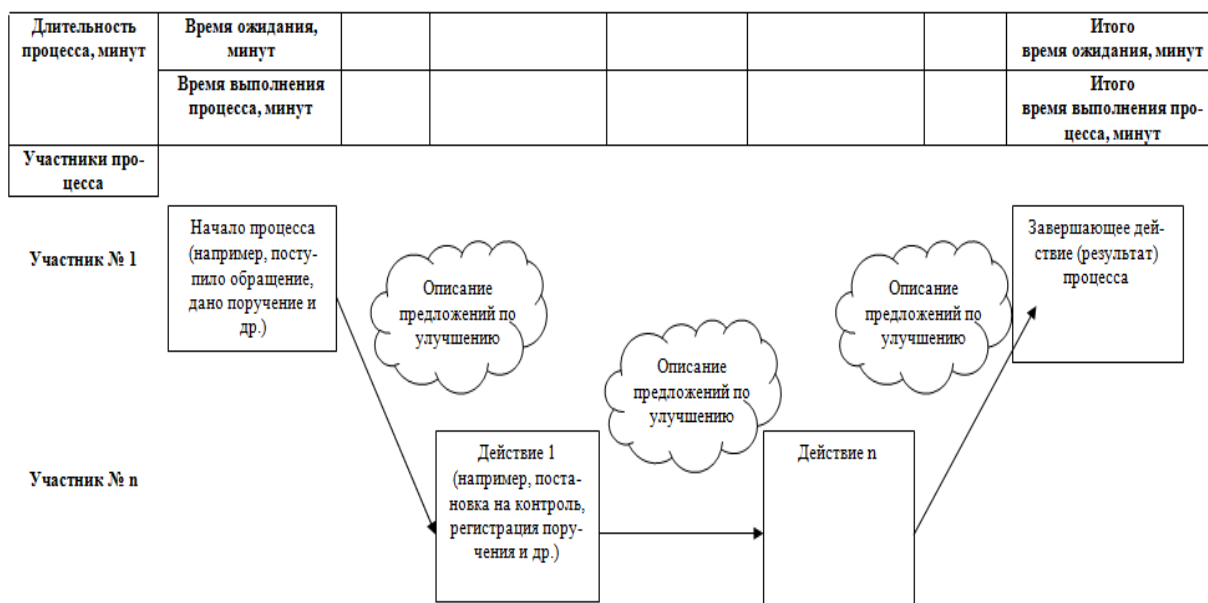 Длительность
процесса, минут
Время ожидания,
минут
Итого
время ожидания, минут
Время выполнения
процесса, минут
Итого
время выполнения про-
цесса, минут
Участники про-
цесса
Участник № 1
Начало процесса
(например, посту-
пило обращение,
дано поручение и
др.)
Описание
предложений по
улучшению
Описание
предложений по
улучшению
Описание
предложений по
улучшению
Завершающее дей-
ствие (результат)
процесса
Участник № n
Действие 1
(например, поста-
новка на контроль,
регистрация пору-
чения и др.)
Действие n